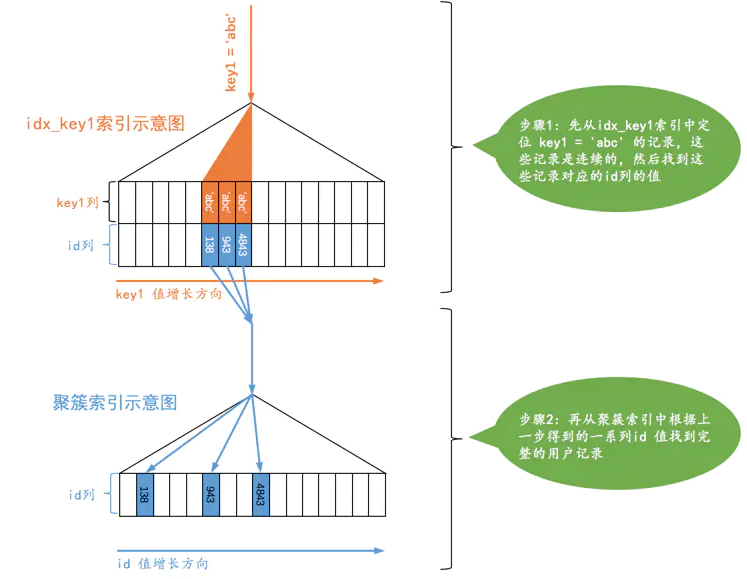 key1 = 'abc'
idx_key1索引示意图
步骤1: 先从idx_key1索引中定
位 key1 = 'abc' 的记录, 这
些记录是连续的, 然后找到这
些记录对应的id列的值
key1列
'abc'
'abc'
'abc'
id列
138
943
4843
key1 值增长方向
聚簇索引示意图
步骤2: 再从聚簇索引中根据上
一步得到的一系列id 值找到完
整的用户记录
id列
138
943
4843
id 值增长方向